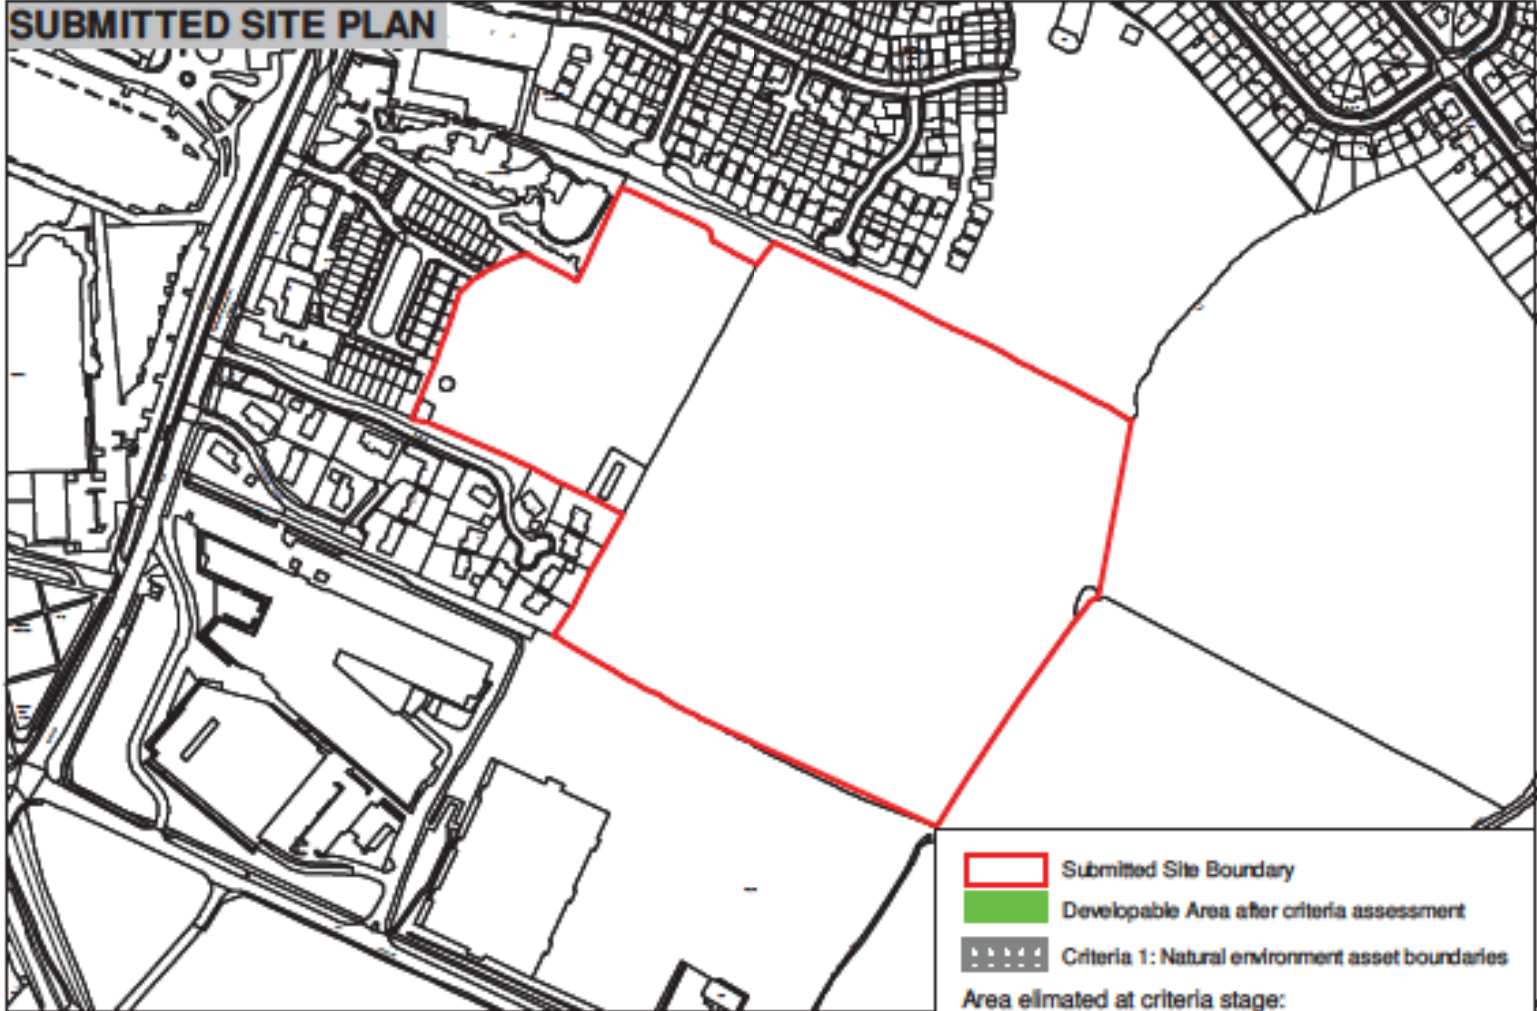 SUBMITTED SITE PLAN
Submitted Site Boundary
Developable Area after criteria assessment
Criteria 1: Natural environment asset boundaries
Area elimated at criteria stage: